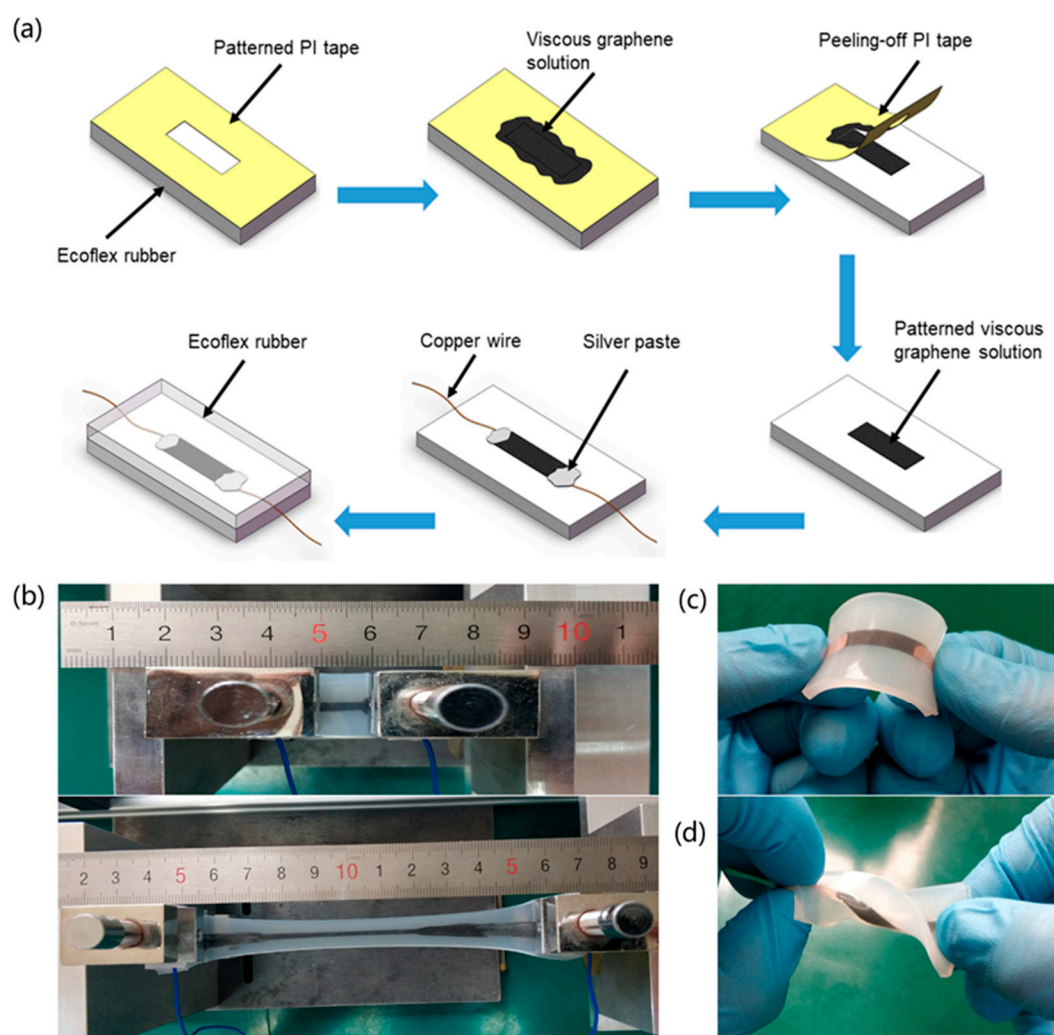 (a)
Patterned PI tape
Viscous graphene
solution
Peeling-off PI tape
Ecoflex rubber
Ecoflex rubber
Copper wire
Silver paste
Patterned viscous
graphene solution
(b)
1 2 3 4 5 6 7 8 9 10 1
(c)
2 3 4 5 6 7 8 9 10 1 2 3 4 5 6 7 8 9
(d)